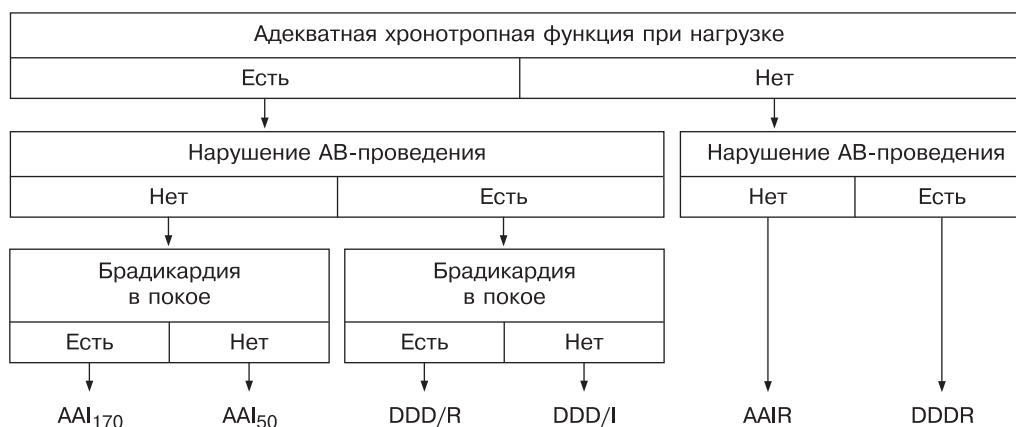 Адекватная хронотропная функция при нагрузке
Есть Нет
Нарушение АВ-проведения Нарушение АВ-проведения
Нет Есть Нет Есть
Брадикардия Брадикардия
в покое в покое
Есть Нет Есть Нет
AAI170 AAI50 DDD/R DDD/I AAIR DDDR